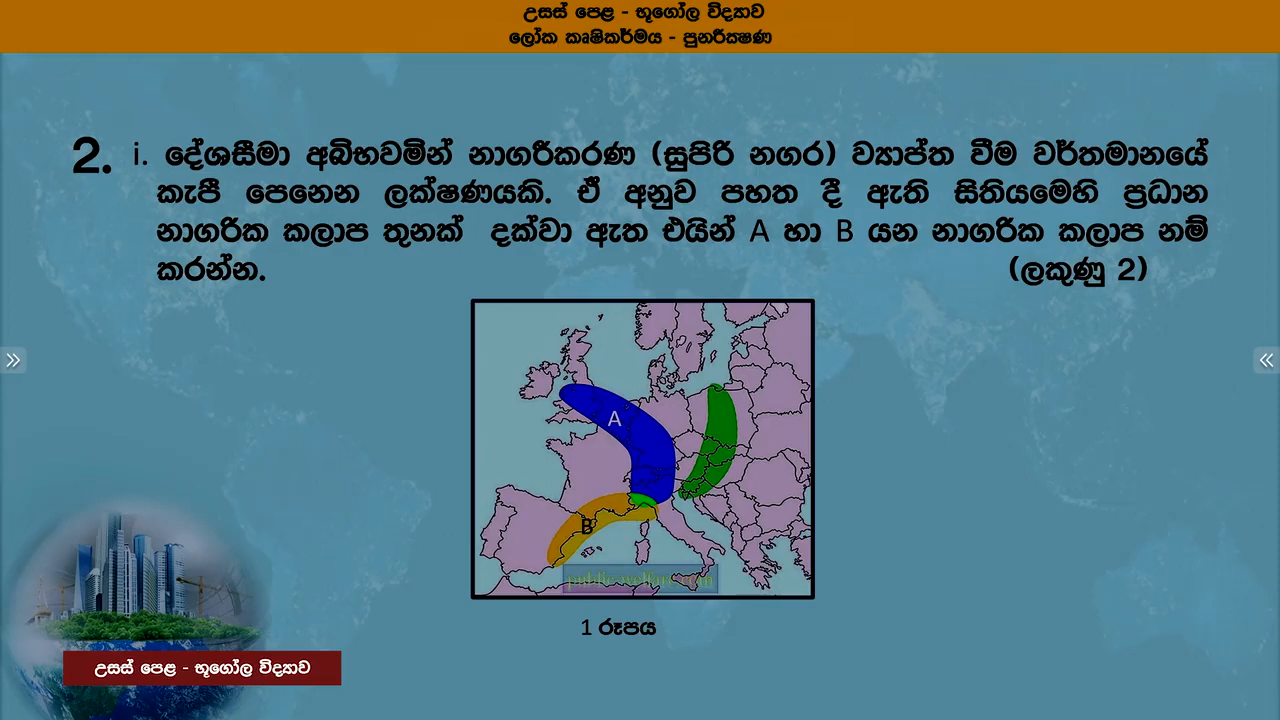 උසස් පෙළ - භූගෝල විද්‍යාව
ලෝක කෘෂිකර්මය - පුනරීක්‍ෂණ
2. i. දේශසීමා අබිභවමින් නාගරීකරණ (සුපිරි නගර) ව්‍යාප්ත වීම වර්තමානයේ
කැපී පෙනෙන ලක්ෂණයකි. ඒ අනුව පහත දී ඇති සිතියමෙහි ප්‍රධාන
නාගරික කලාප තුනක් දක්වා ඇත එයින් A හා B යන නාගරික කලාප නම්
කරන්න. (ලකුණු 2)
A
B
1 රූපය
උසස් පෙළ - භූගෝල විද්‍යාව